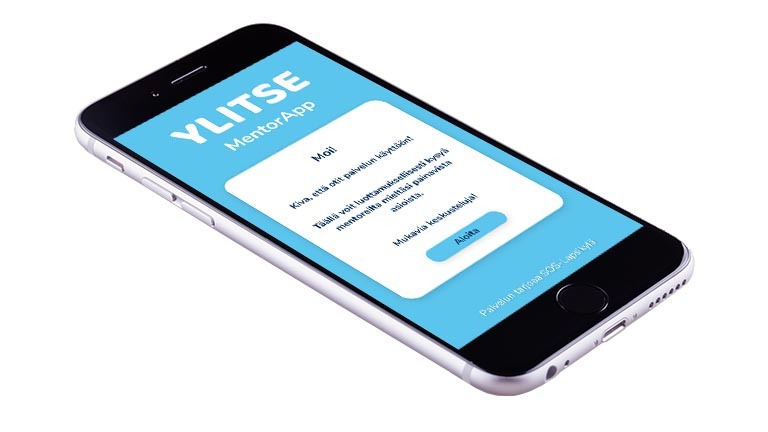 YLITSE
MentorApp
Moi!
Kiva, että otit palvelun käyttöön!
Täällä voit luottamuksellisesti kysyä
mentoreilta mieltäsi painavista
asioista.
Mukavia keskusteluja!
Aloita
Palvelun tarjoaa SOS-Lapsikylä